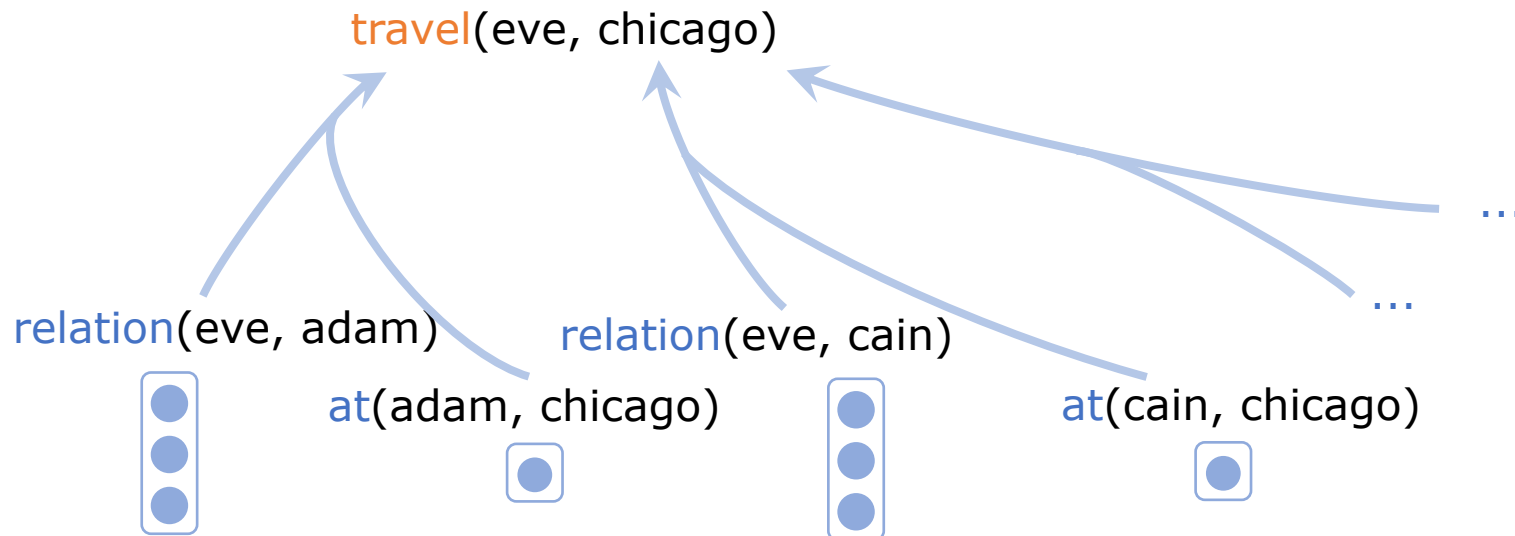 travel(eve, chicago)
...
...
relation(eve, adam)
relation(eve, cain)
at(adam, chicago)
at(cain, chicago)